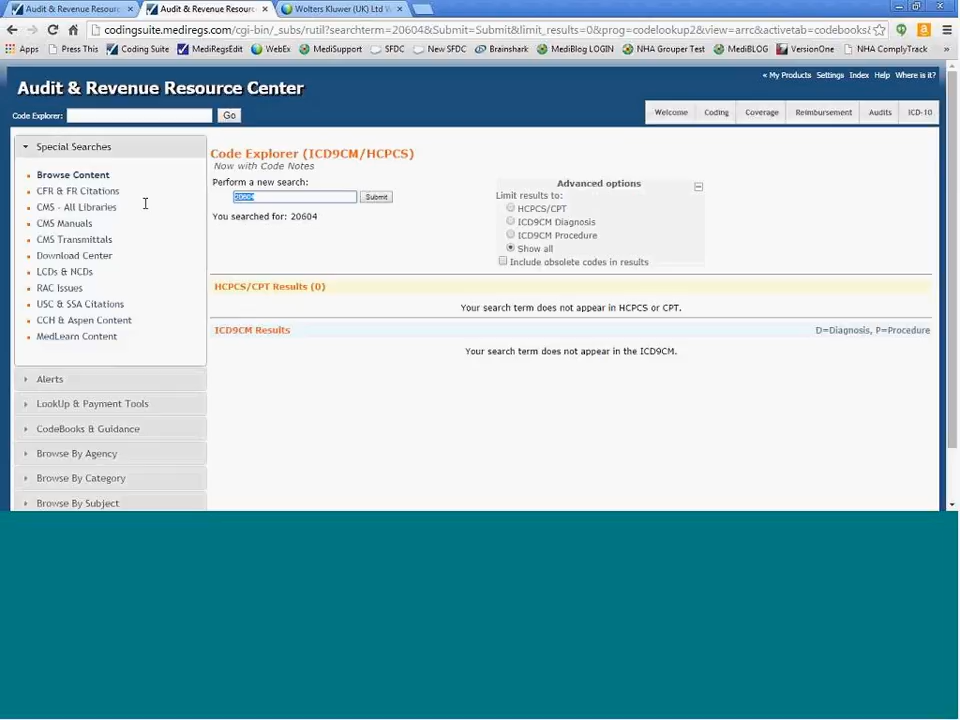 Audit & Revenue Resourc
Audit & Revenue Resourc
Wolters Kluwer (UK) Ltd W
codingsuite.mediregs.com/cgi-bin/_subs/rutil?searchterm=20604&Submit=Submit&limit_results=0&prog=codelookup2&view=arrc&activetab=codebooks&
Apps Press This Coding Suite MediRegsEdit WebEx MediSupport SFDC New SFDC Brainshark MediBlog LOGIN NHA Grouper Test MediBLOG VersionOne NHA ComplyTrack »
« My Products Settings Index Help Where is it?
Audit & Revenue Resource Center
Code Explorer: Go
Welcome Coding Coverage Reimbursement Audits ICD-10
Special Searches
Browse Content
CFR & FR Citations
CMS - All Libraries
CMS Manuals
CMS Transmittals
Download Center
LCDs & NCDs
RAC Issues
USC & SSA Citations
CCH & Aspen Content
MedLearn Content
Alerts
LookUp & Payment Tools
CodeBooks & Guidance
Browse By Agency
Browse By Category
Browse By Subject
Code Explorer (ICD9CM/HCPCS)
Now with Code Notes
Perform a new search:
20604 Submit
You searched for: 20604
Advanced options
Limit results to:
HCPCS/CPT
ICD9CM Diagnosis
ICD9CM Procedure
Show all
Include obsolete codes in results
HCPCS/CPT Results (0)
Your search term does not appear in HCPCS or CPT.
ICD9CM Results D=Diagnosis, P=Procedure
Your search term does not appear in the ICD9CM.